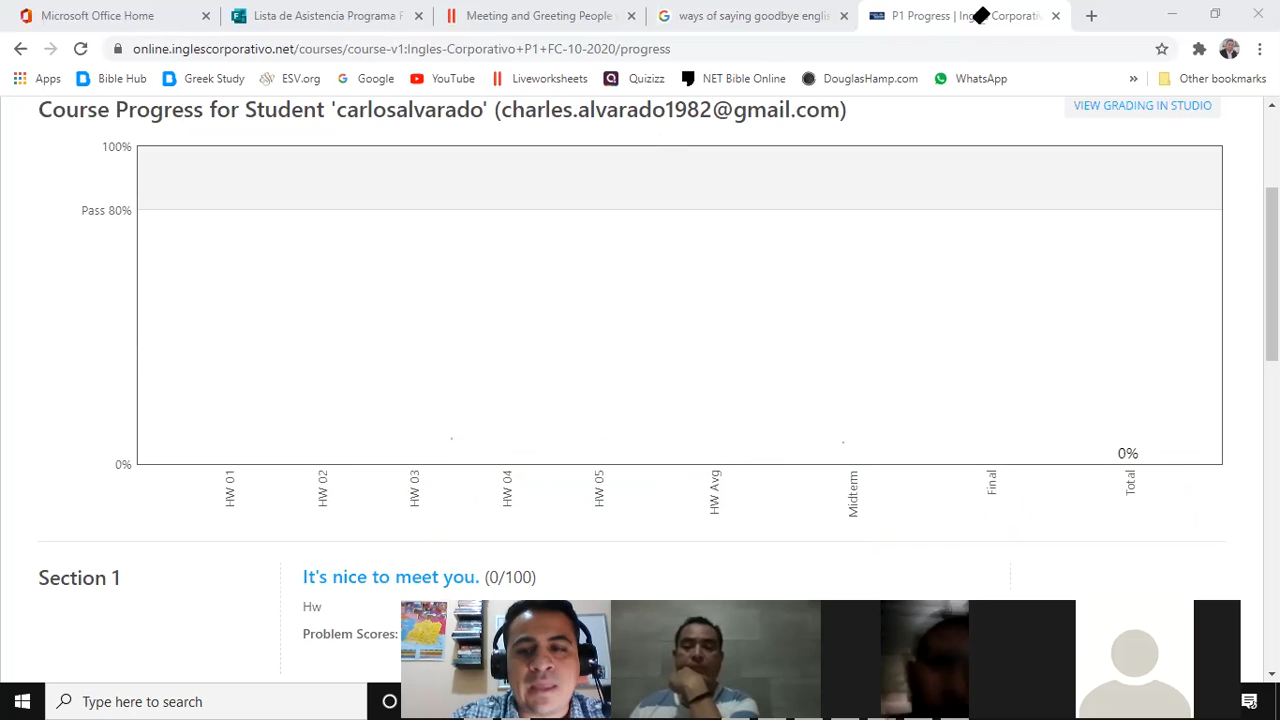 Microsoft Office Home
Lista de Asistencia Programa F
Meeting and Greeting People
ways of saying goodbye englis
P1 Progress | Ingles Corporativ
online.inglescorporativo.net/courses/course-v1:Ingles-Corporativo+P1+FC-10-2020/progress
Apps
Bible Hub
Greek Study
ESV.org
Google
YouTube
Liveworksheets
Quizizz
NET Bible Online
DouglasHamp.com
WhatsApp
»
Other bookmarks
Course Progress for Student 'carlosalvarado' (charles.alvarado1982@gmail.com)
VIEW GRADING IN STUDIO
100%
Pass 80%
0%
0%
HW 01
HW 02
HW 03
HW 04
HW 05
HW Avg
Midterm
Final
Total
Section 1
It's nice to meet you. (0/100)
Hw
Problem Scores:
Type here to search